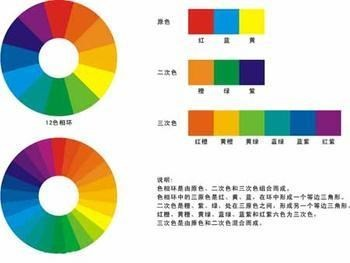 原色
红 蓝 黄
二次色
红橙 绿 紫
12色相环
三次色
红橙 黄橙 黄绿 蓝绿 蓝紫 红紫
说明：
色相环是由原色、二次色和三次色组合而成。
色相环中的三原色是红、黄、蓝，在环中形成一个等边三角形。
二次色是橙、紫、绿，处在三原色之间，形成另一个等边三角形。
红橙、黄橙、黄绿、蓝绿、蓝紫和红紫六色为三次色。
三次色是由原色和二次色混合而成。